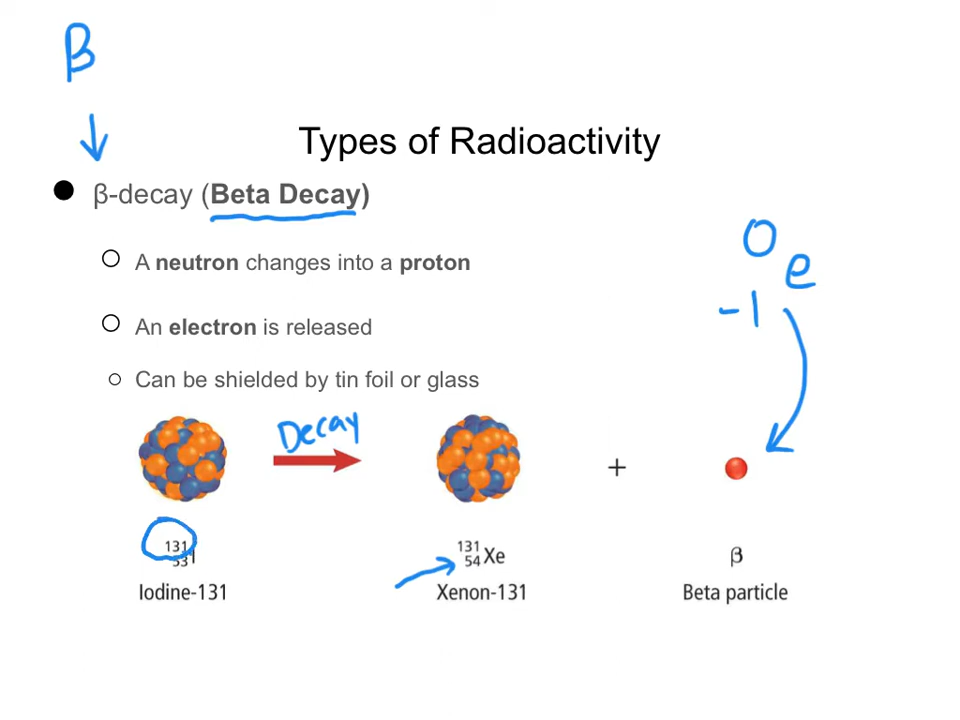 β
Types of Radioactivity
β-decay (Beta Decay)
A neutron changes into a proton
An electron is released
Can be shielded by tin foil or glass
0
-1 e
Decay
+
131
53 I
131
54 Xe
β
Iodine-131
Xenon-131
Beta particle